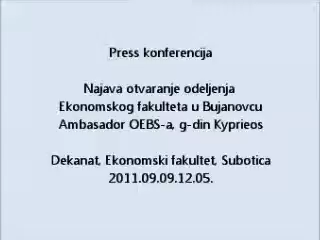 Press konferencija
Najava otvaranje odeljenja
Ekonomskog fakulteta u Bujanovcu
Ambasador OEBS-a, g-din Kyprieos
Dekanat, Ekonomski fakultet, Subotica
2011.09.09.12.05.